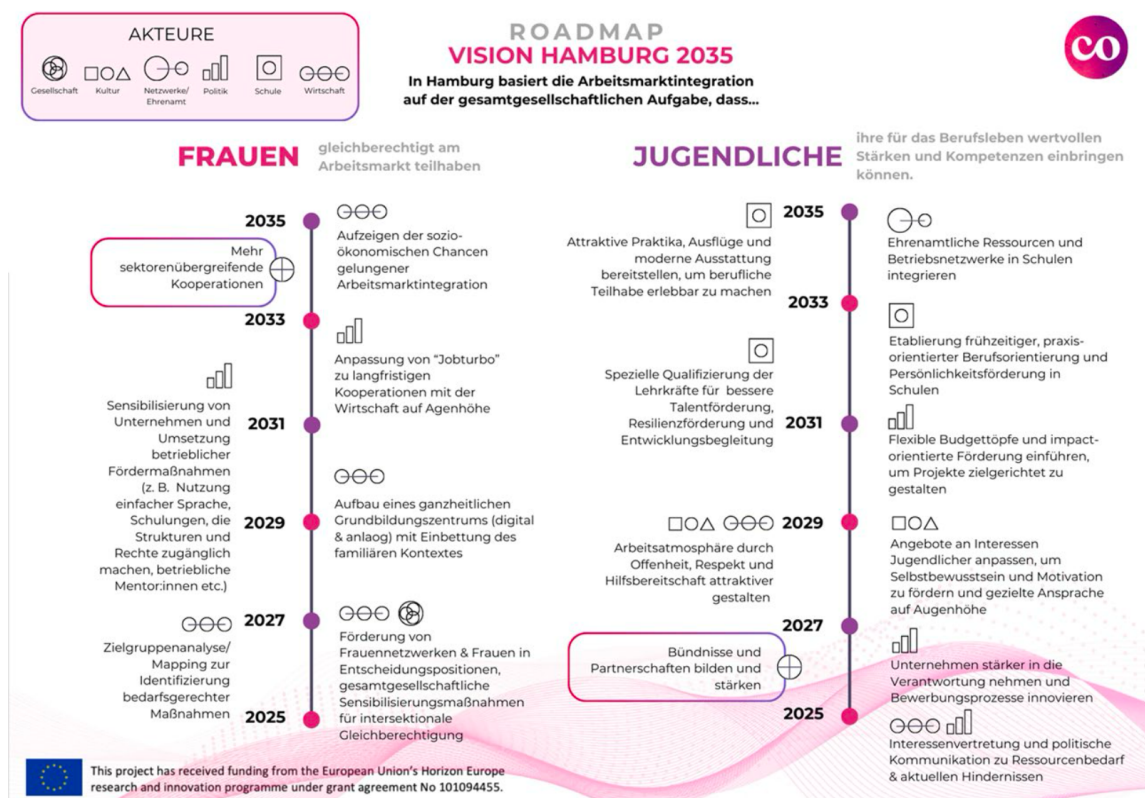 AKTEURE
Gesellschaft
Kultur
Netzwerke/
Ehrenamt
Politik
Schule
Wirtschaft
ROADMAP
VISION HAMBURG 2035
In Hamburg basiert die Arbeitsmarktintegration
auf der gesamtgesellschaftlichen Aufgabe, dass...
co
FRAUEN
gleichberechtigt am
Arbeitsmarkt teilhaben
2035
Mehr
sektorenübergreifende
Kooperationen
Aufzeigen der sozio-
ökonomischen Chancen
gelungener
Arbeitsmarktintegration
2033
Anpassung von “Jobturbo”
zu langfristigen
Kooperationen mit der
Wirtschaft auf Agenhöhe
Sensibilisierung von
Unternehmen und
Umsetzung
betrieblicher
Fördermaßnahmen
(z. B. Nutzung
einfacher Sprache,
Schulungen, die
Strukturen und
Rechte zugänglich
machen, betriebliche
Mentor:innen etc.)
2031
Aufbau eines ganzheitlichen
Grundbildungszentrums (digital
& anlaog) mit Einbettung des
familiären Kontextes
2029
2027
Zielgruppenanalyse/
Mapping zur
Identifizierung
bedarfsgerechter
Maßnahmen
Förderung von
Frauennetzwerken & Frauen in
Entscheidungspositionen,
gesamtgesellschaftliche
Sensibilisierungsmaßnahmen
für intersektionale
Gleichberechtigung
2025
JUGENDLICHE
ihre für das Berufsleben wertvollen
Stärken und Kompetenzen einbringen
können.
2035
Attraktive Praktika, Ausflüge und
moderne Ausstattung
bereitstellen, um berufliche
Teilhabe erlebbar zu machen
Ehrenamtliche Ressourcen und
Betriebsnetzwerke in Schulen
integrieren
2033
Etablierung frühzeitiger, praxis-
orientierter Berufsorientierung und
Persönlichkeitsförderung in
Schulen
Spezielle Qualifizierung der
Lehrkräfte für bessere
Talentförderung,
Resilienzförderung und
Entwicklungsbegleitung
2031
Flexible Budgettöpfe und impact-
orientierte Förderung einführen,
um Projekte zielgerichtet zu
gestalten
2029
Arbeitsatmosphäre durch
Offenheit, Respekt und
Hilfsbereitschaft attraktiver
gestalten
Angebote an Interessen
Jugendlicher anpassen, um
Selbstbewusstsein und Motivation
zu fördern und gezielte Ansprache
auf Augenhöhe
2027
Bündnisse und
Partnerschaften bilden und
stärken
Unternehmen stärker in die
Verantwortung nehmen und
Bewerbungsprozesse innovieren
2025
Interessenvertretung und politische
Kommunikation zu Ressourcenbedarf
& aktuellen Hindernissen
This project has received funding from the European Union’s Horizon Europe
research and innovation programme under grant agreement No 101094455.